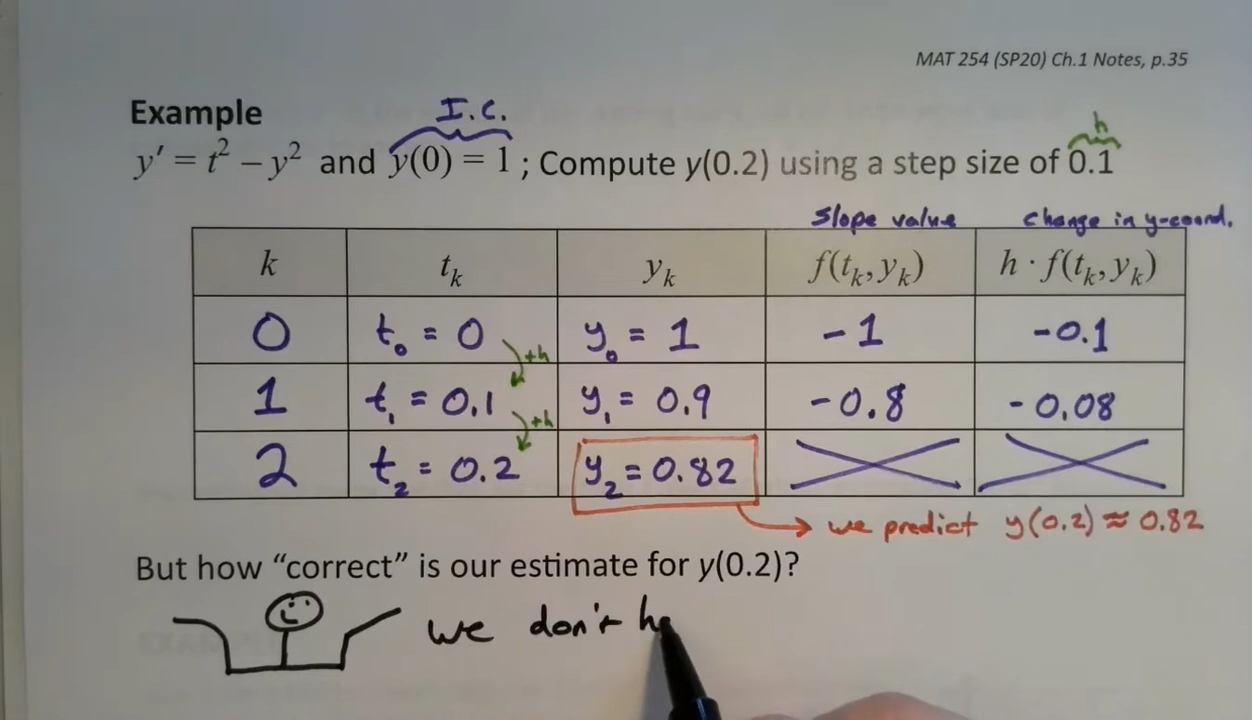 MAT 254 (SP20) Ch.1 Notes, p.35
Example
I.C.
h
y′ = t² – y² and y(0) = 1 ; Compute y(0.2) using a step size of 0.1
slope value change in y-coord.
k tₖ yₖ f(tₖ, yₖ) h · f(tₖ, yₖ)
0 t₀ = 0 y₀ = 1 -1 -0.1
+h
1 t₁ = 0.1 y₁ = 0.9 -0.8 -0.08
+h
2 t₂ = 0.2 y₂ = 0.82
we predict y(0.2) ≈ 0.82
But how “correct” is our estimate for y(0.2)?
we don't